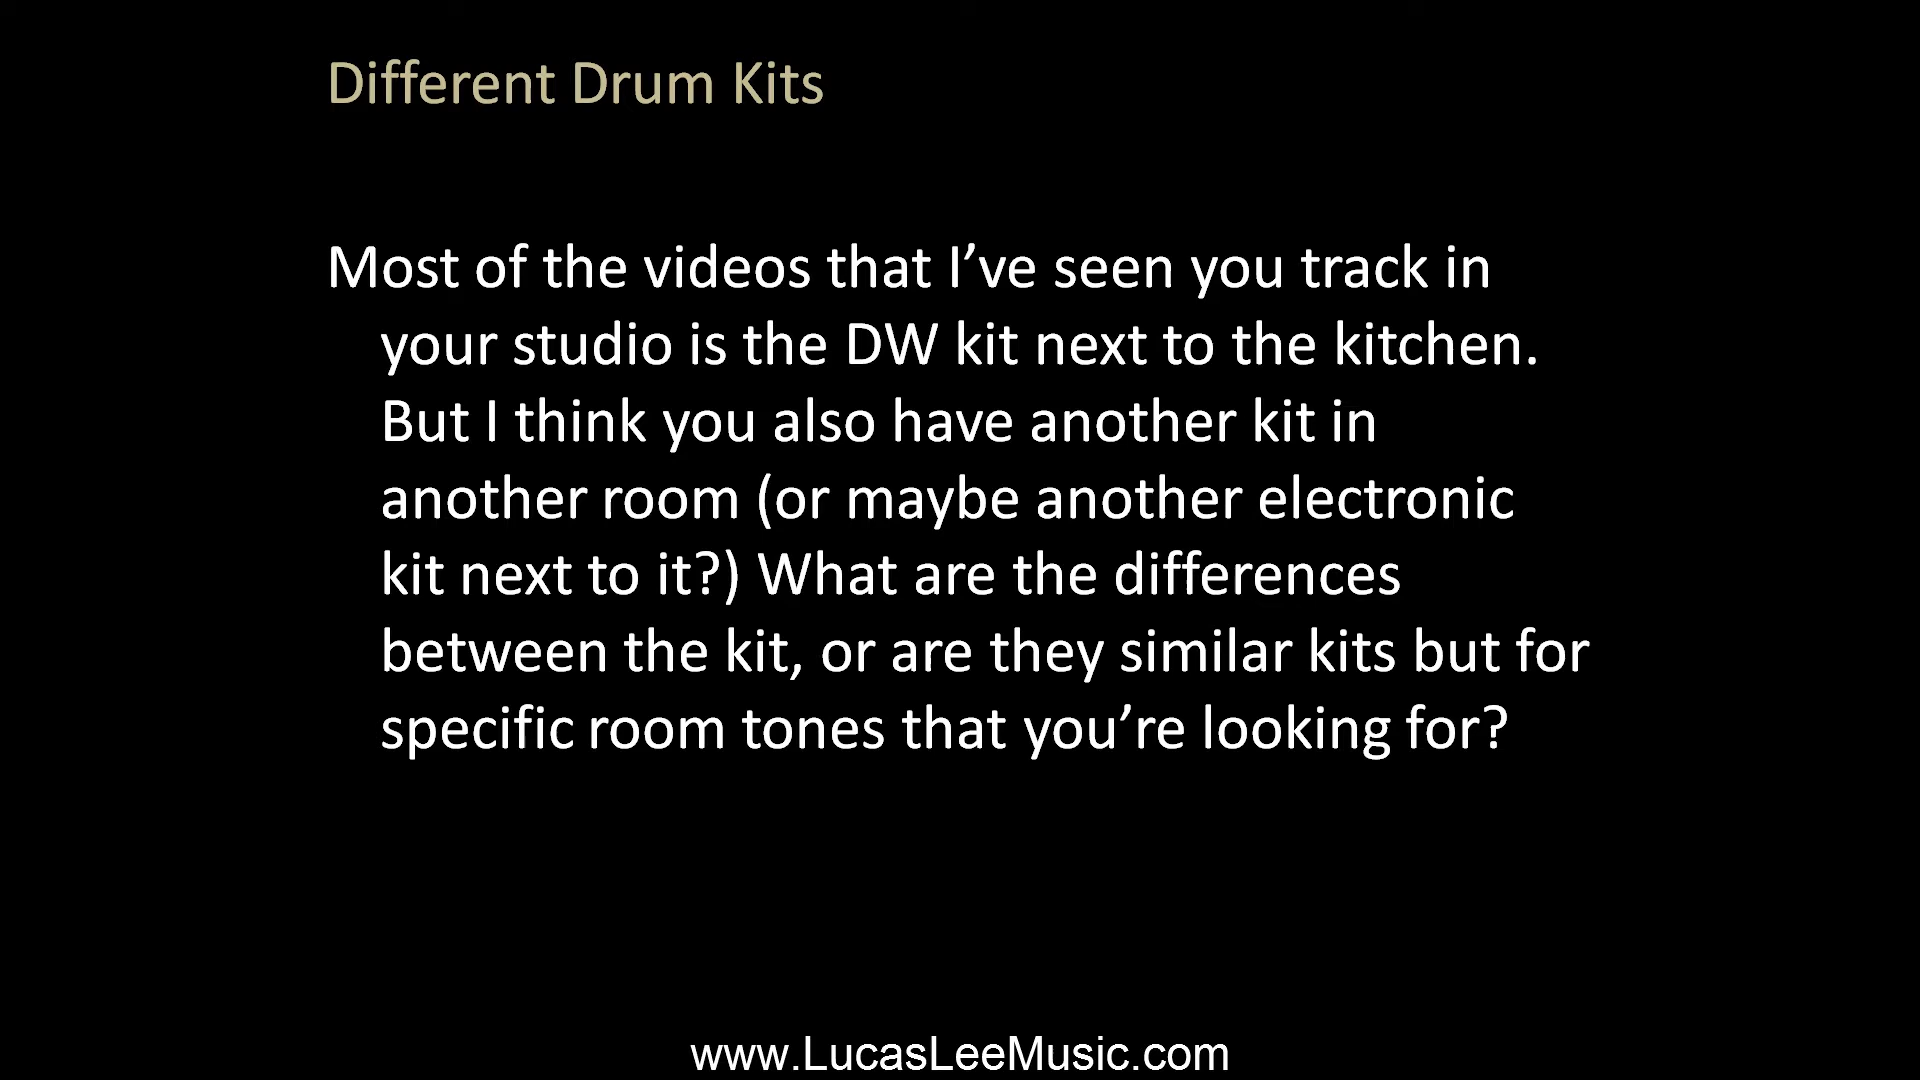 Different Drum Kits
Most of the videos that I’ve seen you track in
your studio is the DW kit next to the kitchen.
But I think you also have another kit in
another room (or maybe another electronic
kit next to it?) What are the differences
between the kit, or are they similar kits but for
specific room tones that you’re looking for?
www.LucasLeeMusic.com